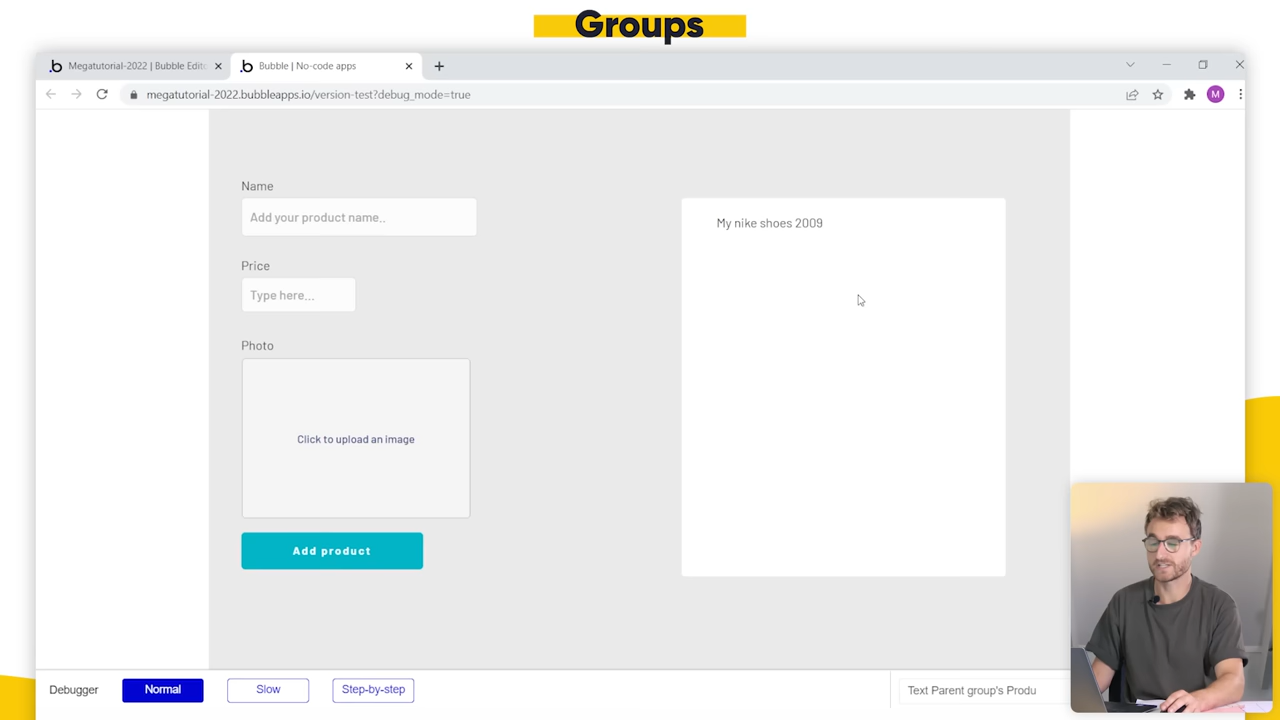 Groups
Megatutorial-2022 | Bubble Edit
Bubble | No-code apps
megatutorial-2022.bubbleapps.io/version-test?debug_mode=true
M
Name
Add your product name..
My nike shoes 2009
Price
Type here...
Photo
Click to upload an image
Add product
Debugger
Normal
Slow
Step-by-step
Text Parent group's Produ